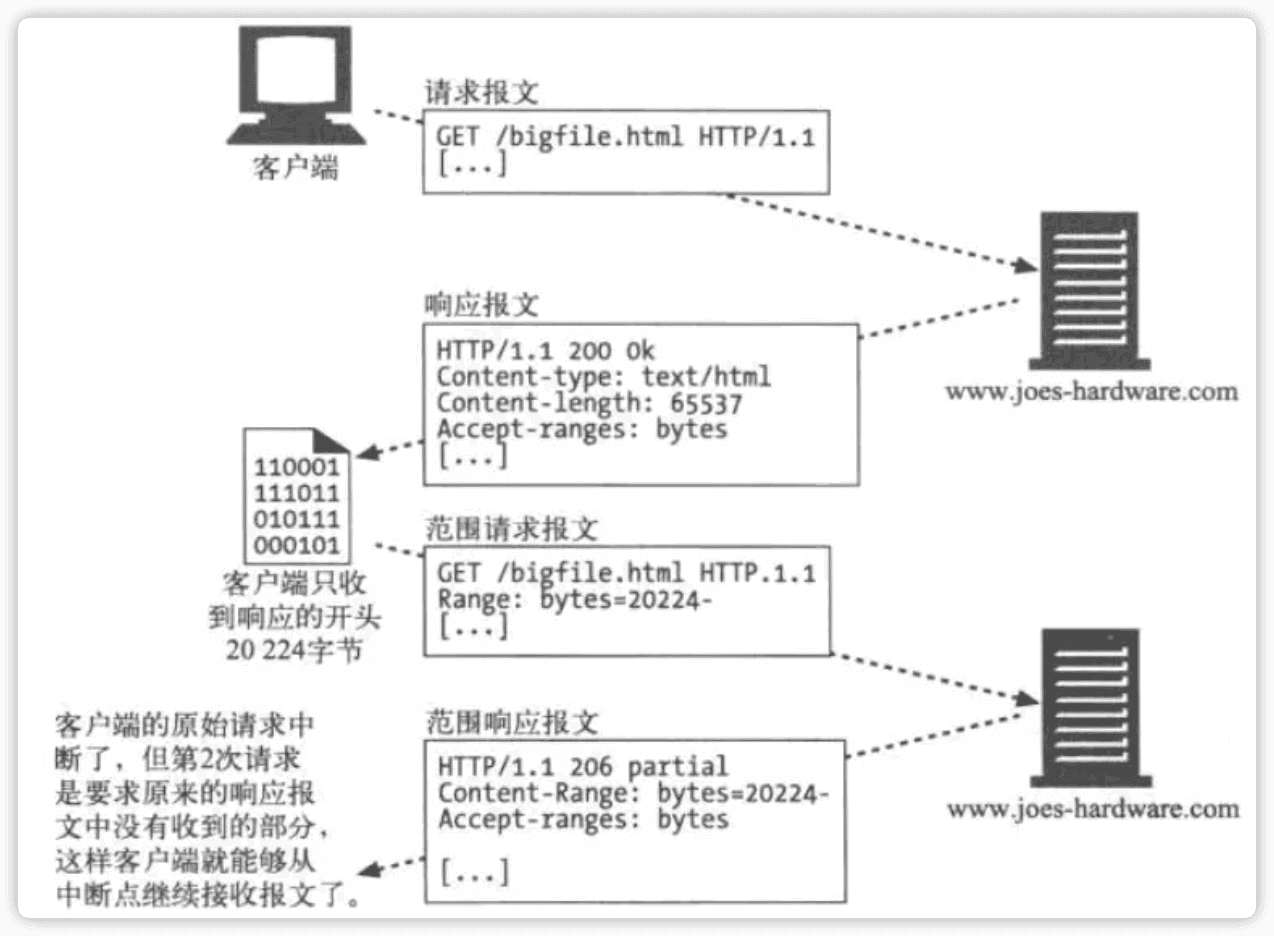 请求报文
GET /bigfile.html HTTP/1.1
[...]
客户端
响应报文
HTTP/1.1 200 Ok
Content-type: text/html
Content-length: 65537
Accept-ranges: bytes
[...]
www.joes-hardware.com
110001
111011
010111
000101
客户端只收
到响应的开头
20 224字节
范围请求报文
GET /bigfile.html HTTP.1.1
Range: bytes=20224-
[...]
范围响应报文
HTTP/1.1 206 partial
Content-Range: bytes=20224-
Accept-ranges: bytes
[...]
www.joes-hardware.com
客户端的原始请求中
断了，但第2次请求
是要求原来的响应报
文中没有收到的部分，
这样客户端就能够从
中断点继续接收报文了。